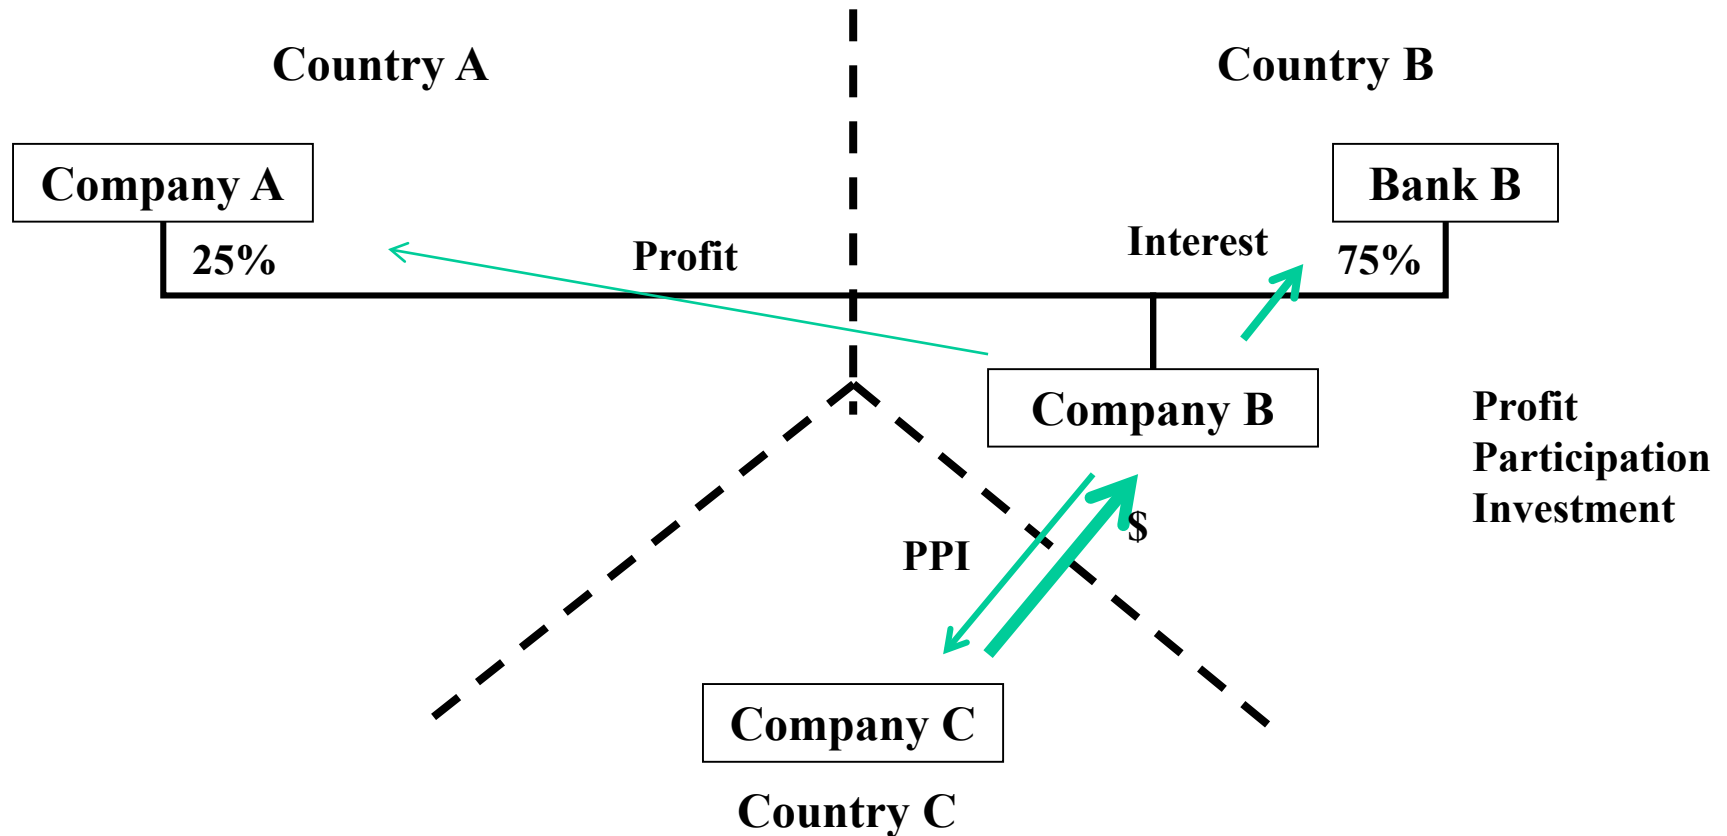 Country A
Country B
Company A
Bank B
25%
Profit
Interest
75%
Company B
Profit
Participation
Investment
$
PPI
Company C
Country C